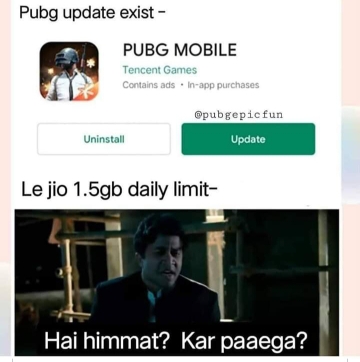 Pubg update exist -
PUBG MOBILE
Tencent Games
Contains ads • In-app purchases
@pubgepicfun
Uninstall
Update
Le jio 1.5gb daily limit-
Hai himmat? Kar paaega?